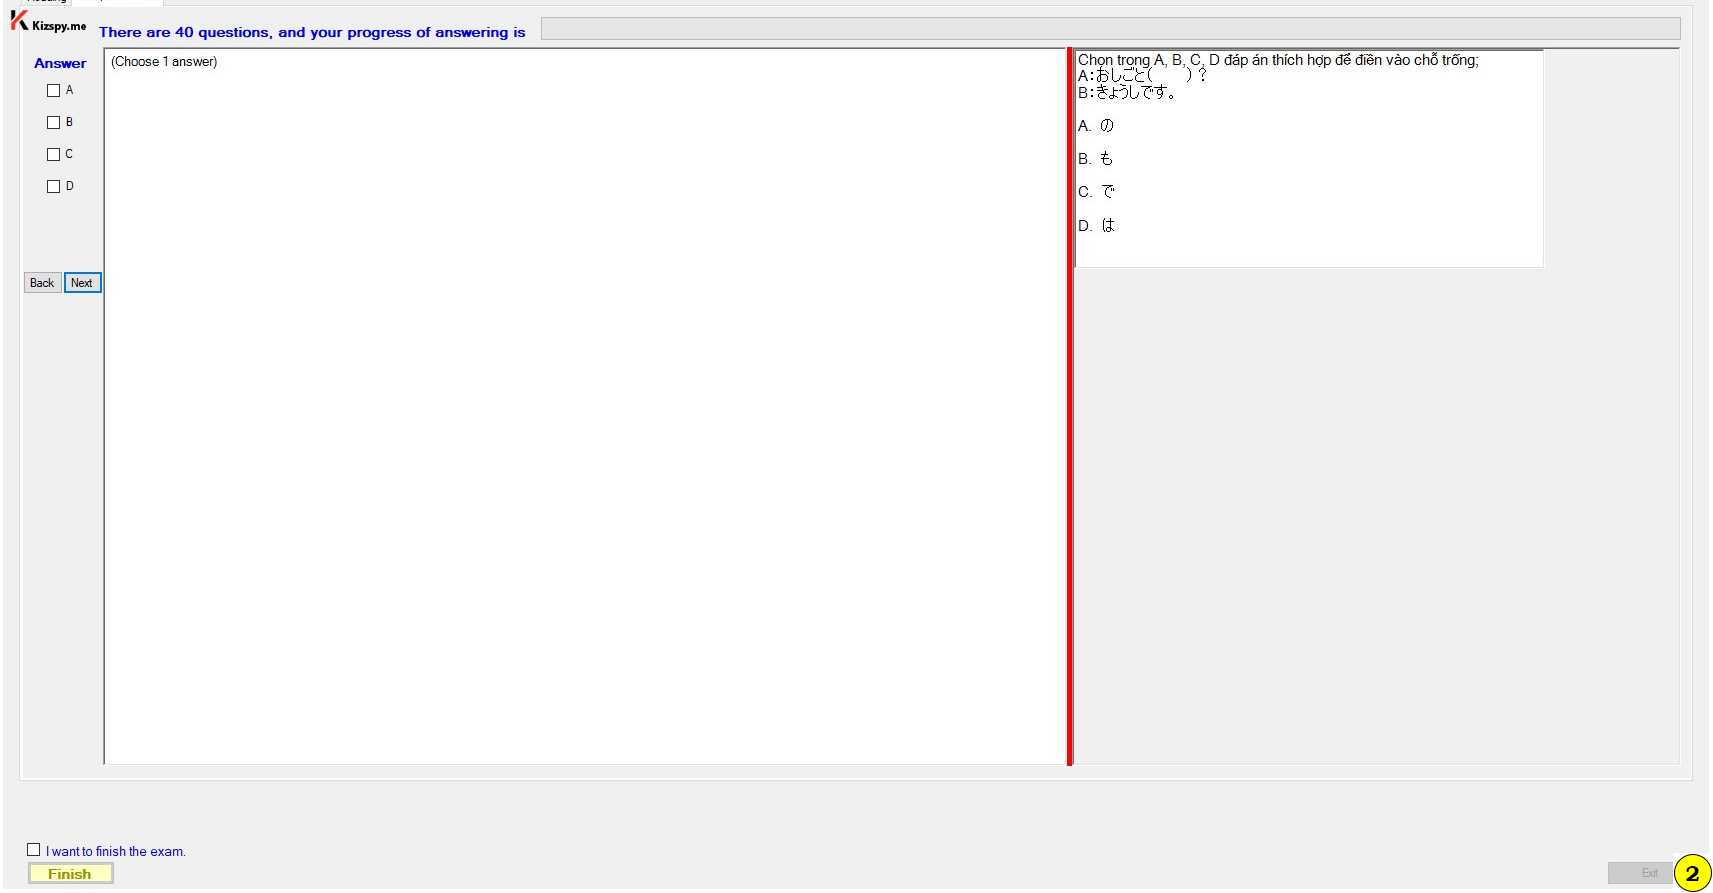 Kizspy.me
There are 40 questions, and your progress of answering is
Answer
(Choose 1 answer)
A
B
C
D
Back
Next
Chọn trong A, B, C, D đáp án thích hợp để điền vào chỗ trống;
A:おしごと(　　)?
B:きょうしです。
A. の
B. も
C. で
D. は
I want to finish the exam.
Finish
Exit
2